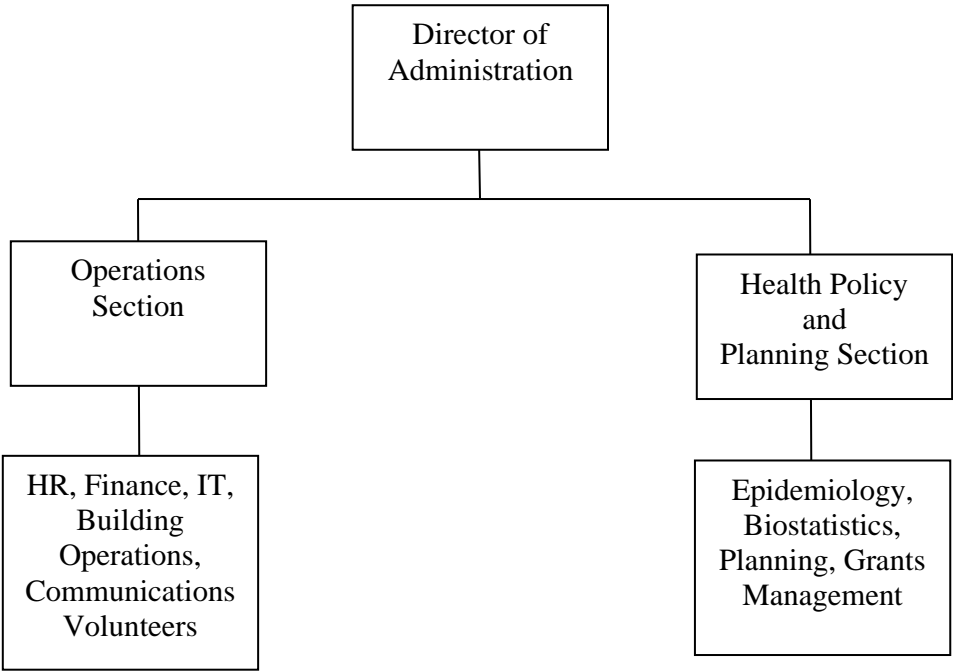 Director of
Administration
Operations
Section
Health Policy
and
Planning Section
HR, Finance, IT,
Building
Operations,
Communications
Volunteers
Epidemiology,
Biostatistics,
Planning, Grants
Management